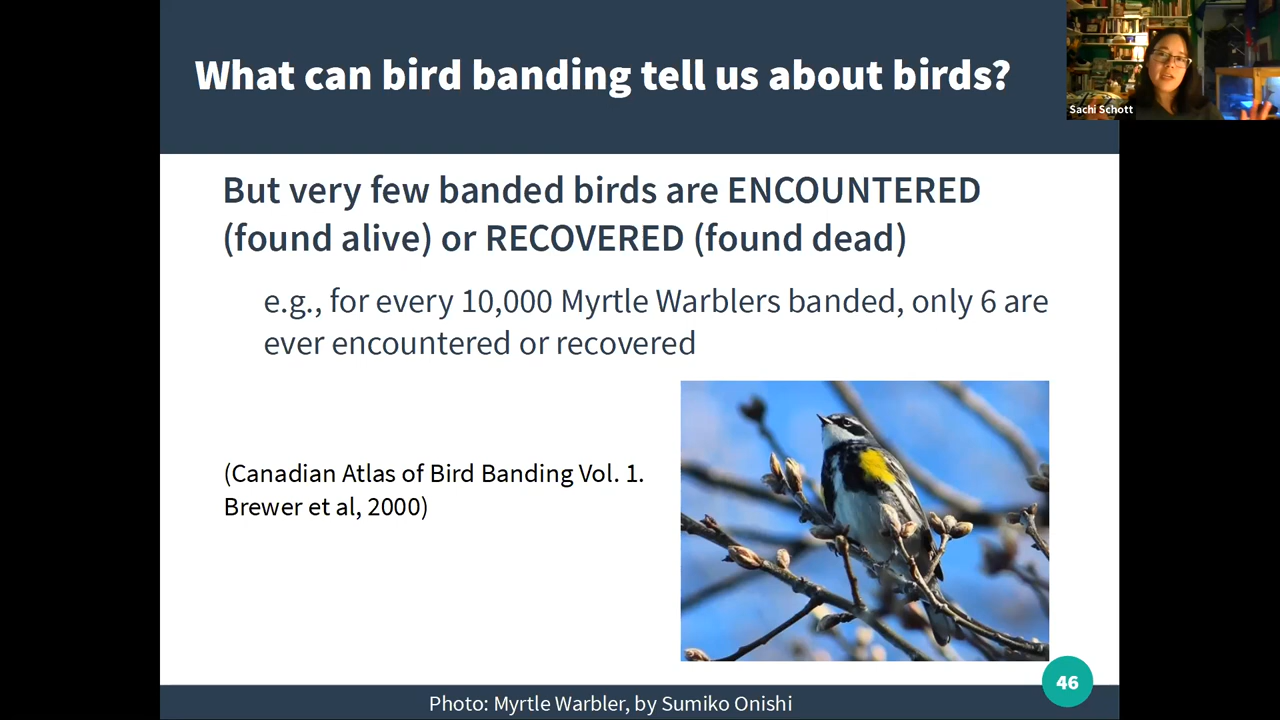 What can bird banding tell us about birds?
Sachi Schott
But very few banded birds are ENCOUNTERED
(found alive) or RECOVERED (found dead)
e.g., for every 10,000 Myrtle Warblers banded, only 6 are
ever encountered or recovered
(Canadian Atlas of Bird Banding Vol. 1.
Brewer et al, 2000)
46
Photo: Myrtle Warbler, by Sumiko Onishi